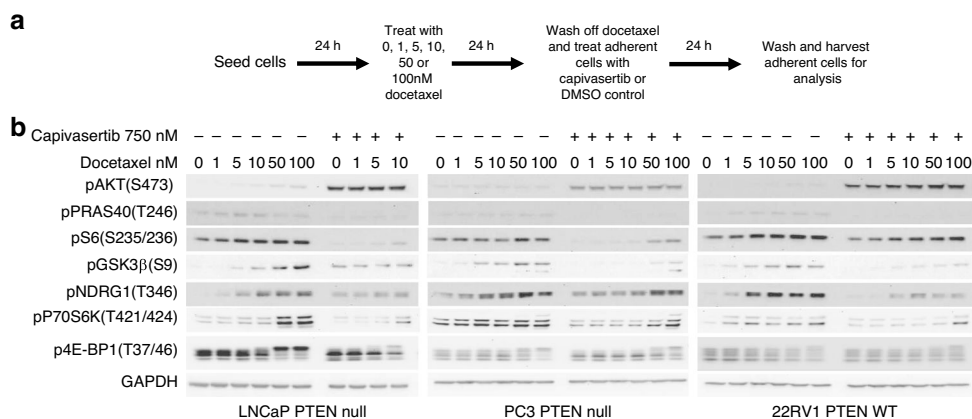 a
Seed cells
24 h
Treat with
0, 1, 5, 10,
50 or
100nM
docetaxel
24 h
Wash off docetaxel
and treat adherent
cells with
capivasertib or
DMSO control
24 h
Wash and harvest
adherent cells for
analysis
b
Capivasertib 750 nM – – – – – – + + + + – – – – – – + + + + + + – – – – – – + + + + + +
Docetaxel nM 0 1 5 10 50 100 0 1 5 10 0 1 5 10 50 100 0 1 5 10 50 100 0 1 5 10 50 100 0 1 5 10 50 100
pAKT(S473)
pPRAS40(T246)
pS6(S235/236)
pGSK3β(S9)
pNDRG1(T346)
pP70S6K(T421/424)
p4E-BP1(T37/46)
GAPDH
LNCaP PTEN null PC3 PTEN null 22RV1 PTEN WT